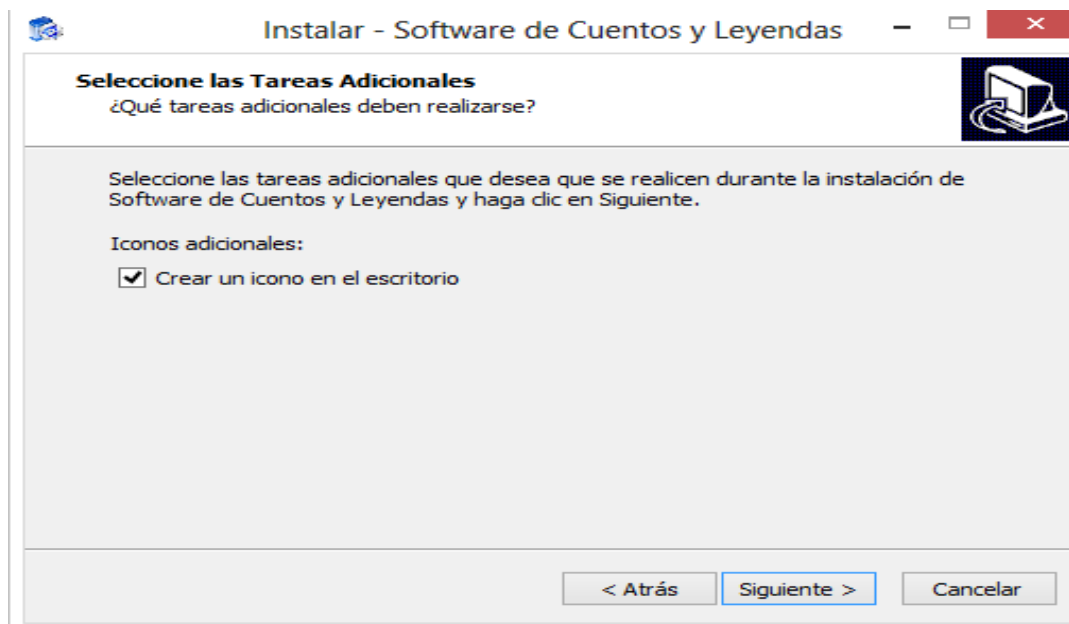 Instalar - Software de Cuentos y Leyendas
Seleccione las Tareas Adicionales
¿Qué tareas adicionales deben realizarse?
Seleccione las tareas adicionales que desea que se realicen durante la instalación de
Software de Cuentos y Leyendas y haga clic en Siguiente.
Iconos adicionales:
Crear un icono en el escritorio
< Atrás Siguiente > Cancelar